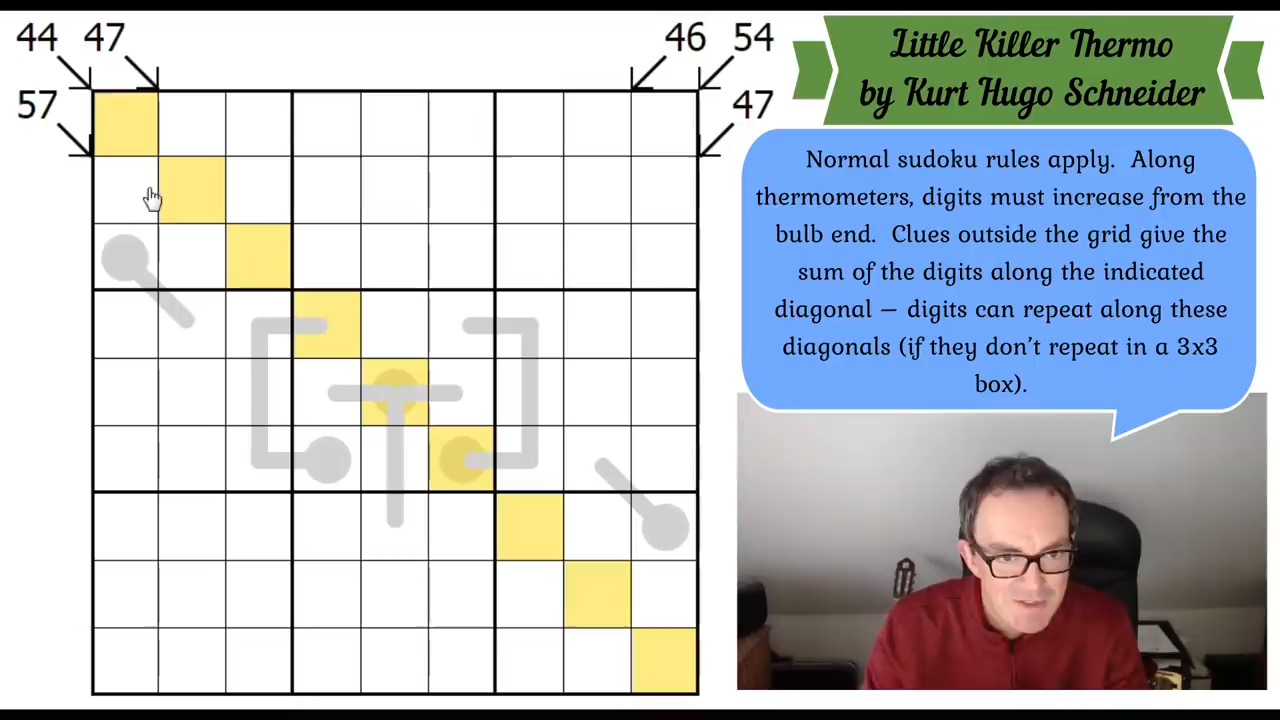 44 47
57
46 54
47
Little Killer Thermo
by Kurt Hugo Schneider
Normal sudoku rules apply. Along
thermometers, digits must increase from the
bulb end. Clues outside the grid give the
sum of the digits along the indicated
diagonal – digits can repeat along these
diagonals (if they don't repeat in a 3x3
box).